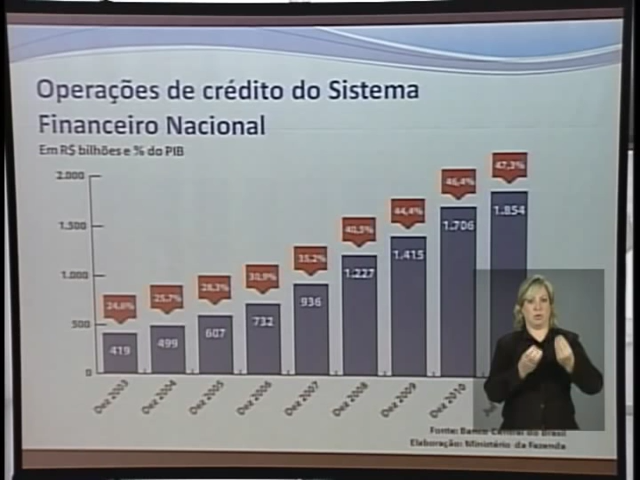 Operações de crédito do Sistema
Financeiro Nacional
Em R$ bilhões e % do PIB
2.000
1.500
1.000
500
0
24,6% 25,7% 28,3% 30,9% 35,2% 40,5% 44,4% 46,4% 47,3%
419 499 607 732 936 1.227 1.415 1.706 1.854
Dez 2003 Dez 2004 Dez 2005 Dez 2006 Dez 2007 Dez 2008 Dez 2009 Dez 2010
Fonte: Banco Central do Brasil
Elaboração: Ministério da Fazenda